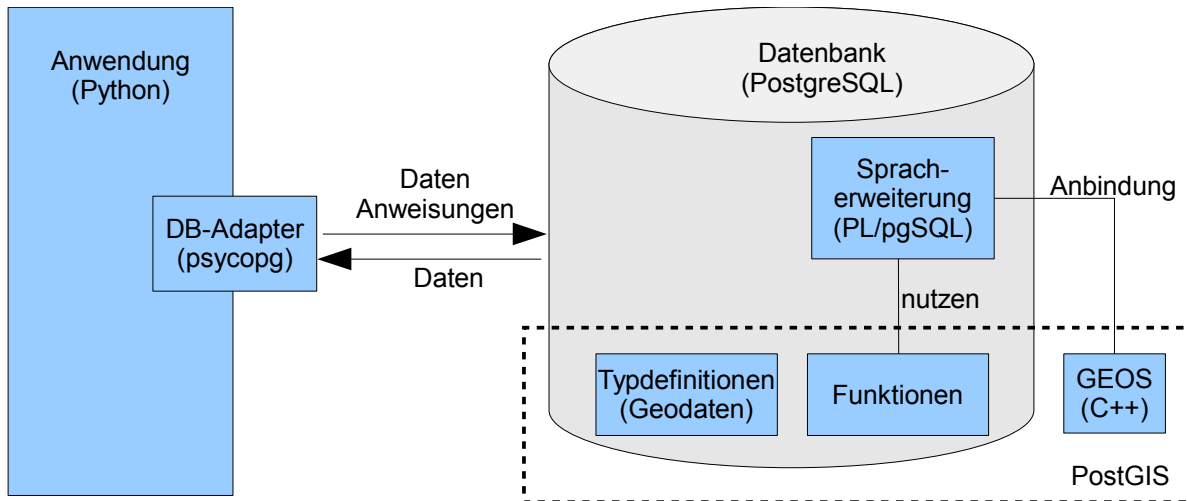 Anwendung
(Python)
DB-Adapter
(psycopg)
Daten
Anweisungen
Daten
Datenbank
(PostgreSQL)
Sprach-
erweiterung
(PL/pgSQL)
Anbindung
nutzen
Typdefinitionen
(Geodaten)
Funktionen
GEOS
(C++)
PostGIS